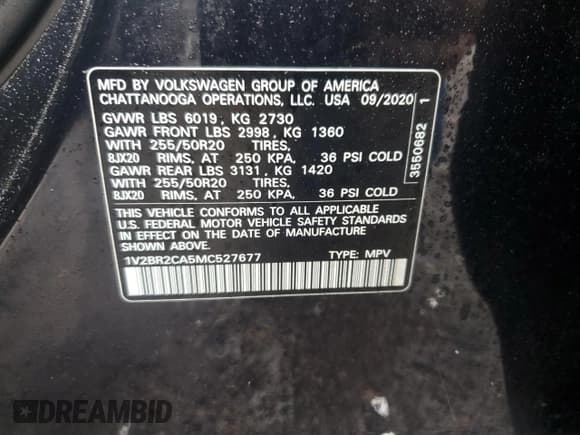 MFD BY VOLKSWAGEN GROUP OF AMERICA
CHATTANOOGA OPERATIONS, LLC. USA 09/2020
GVWR LBS 6019, KG 2730
GAWR FRONT LBS 2998, KG 1360
WITH 255/50R20 TIRES,
8JX20 RIMS, AT 250 KPA, 36 PSI COLD
GAWR REAR LBS 3131, KG 1420
WITH 255/50R20 TIRES,
8JX20 RIMS, AT 250 KPA, 36 PSI COLD
THIS VEHICLE CONFORMS TO ALL APPLICABLE
U.S. FEDERAL MOTOR VEHICLE SAFETY STANDARDS
IN EFFECT ON THE DATE OF MANUFACTURE
SHOWN ABOVE.
1V2BR2CA5MC527677 TYPE: MPV
3550682 1
DREAMBID